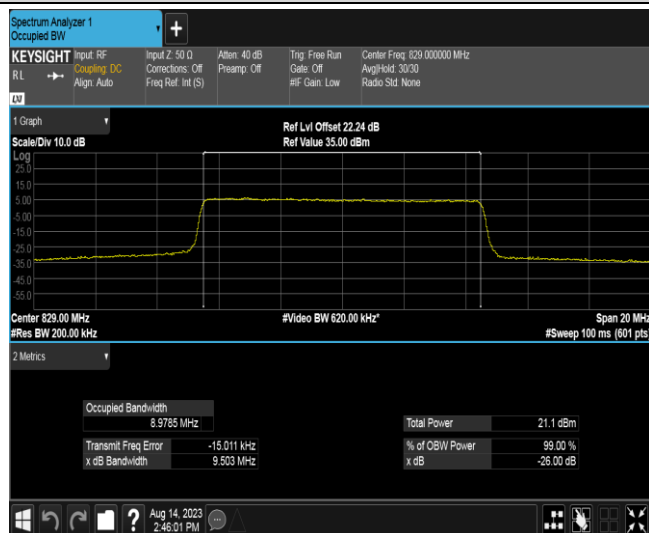 Spectrum Analyzer 1
Occupied BW
+
KEYSIGHT Input: RF Input Z: 50 Ω Atten: 40 dB Trig: Free Run Center Freq: 829.000000 MHz
RL Coupling: DC Corrections: Off Preamp: Off Gate: Off Avg|Hold: 30/30
Align: Auto Freq Ref: Int (S) #IF Gain: Low Radio Std: None
LXI
1 Graph
Ref Lvl Offset 22.24 dB
Scale/Div 10.0 dB Ref Value 35.00 dBm
Log
25.0
15.0
5.00
-5.00
-15.0
-25.0
-35.0
-45.0
-55.0
Center 829.00 MHz #Video BW 620.00 kHz* Span 20 MHz
#Res BW 200.00 kHz #Sweep 100 ms (601 pts)
2 Metrics
Occupied Bandwidth
8.9785 MHz Total Power 21.1 dBm
Transmit Freq Error -15.011 kHz % of OBW Power 99.00 %
x dB Bandwidth 9.503 MHz x dB -26.00 dB
? Aug 14, 2023
2:46:01 PM